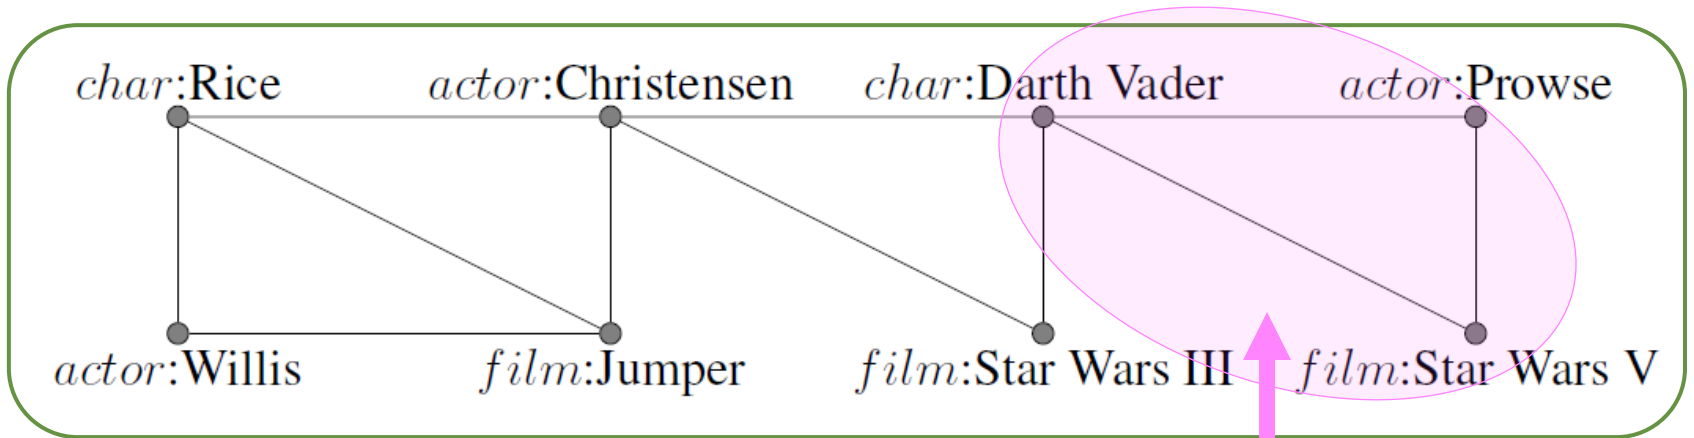 char:Rice actor:Christensen char:Darth Vader actor:Prowse
actor:Willis film:Jumper film:Star Wars III film:Star Wars V